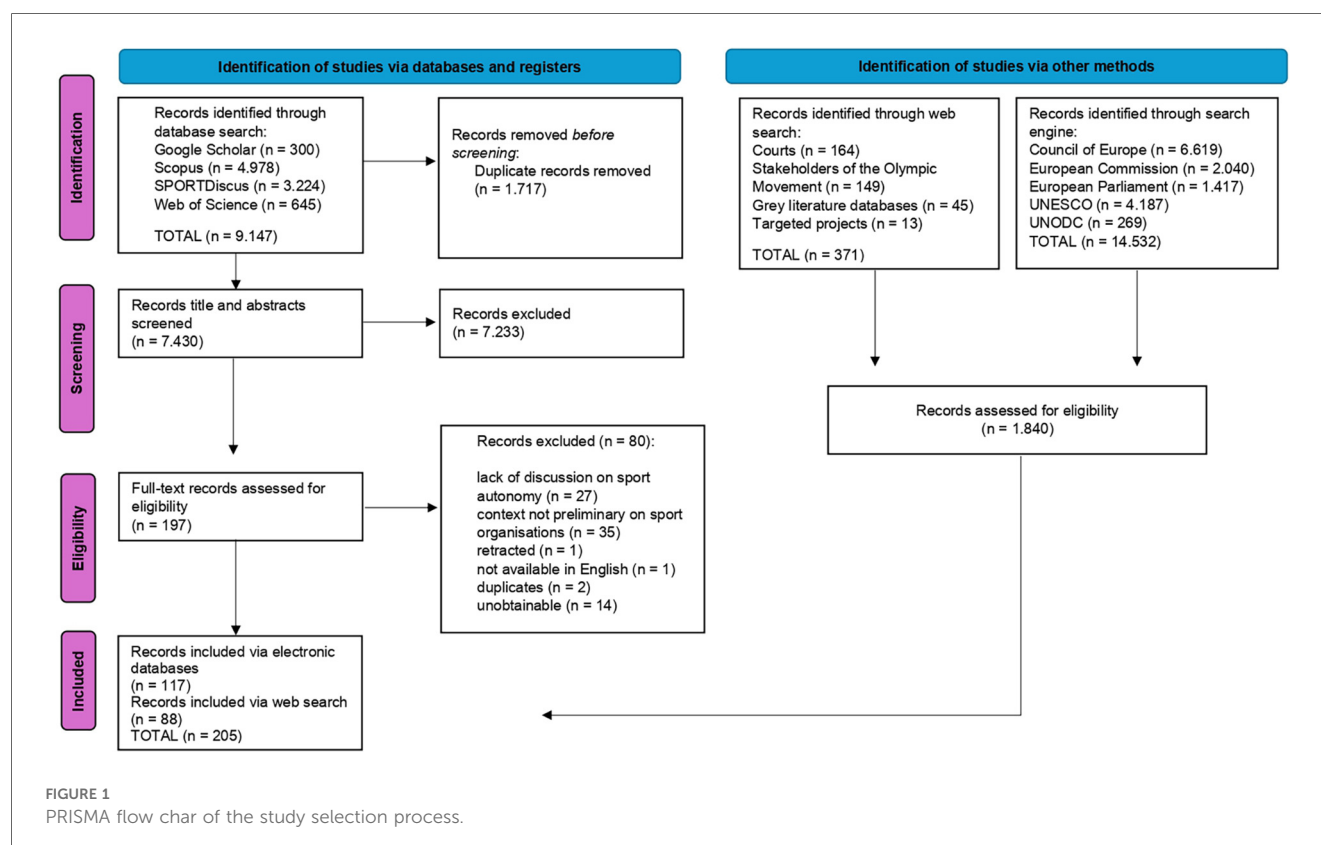 Identification of studies via databases and registers
Identification of studies via other methods
Identification
Records identified through
database search:
Google Scholar (n = 300)
Scopus (n = 4.978)
SPORTDiscus (n = 3.224)
Web of Science (n = 645)
TOTAL (n = 9.147)
Records removed before
screening:
Duplicate records removed
(n = 1.717)
Records identified through web
search:
Courts (n = 164)
Stakeholders of the Olympic
Movement (n = 149)
Grey literature databases (n = 45)
Targeted projects (n = 13)
TOTAL (n = 371)
Records identified through search
engine:
Council of Europe (n = 6.619)
European Commission (n = 2.040)
European Parliament (n = 1.417)
UNESCO (n = 4.187)
UNODC (n = 269)
TOTAL (n = 14.532)
Screening
Records title and abstracts
screened
(n = 7.430)
Records excluded
(n = 7.233)
Records assessed for eligibility
(n = 1.840)
Eligibility
Full-text records assessed for
eligibility
(n = 197)
Records excluded (n = 80):
lack of discussion on sport
autonomy (n = 27)
context not preliminary on sport
organisations (n = 35)
retracted (n = 1)
not available in English (n = 1)
duplicates (n = 2)
unobtainable (n = 14)
Included
Records included via electronic
databases
(n = 117)
Records included via web search
(n = 88)
TOTAL (n = 205)
FIGURE 1
PRISMA flow char of the study selection process.